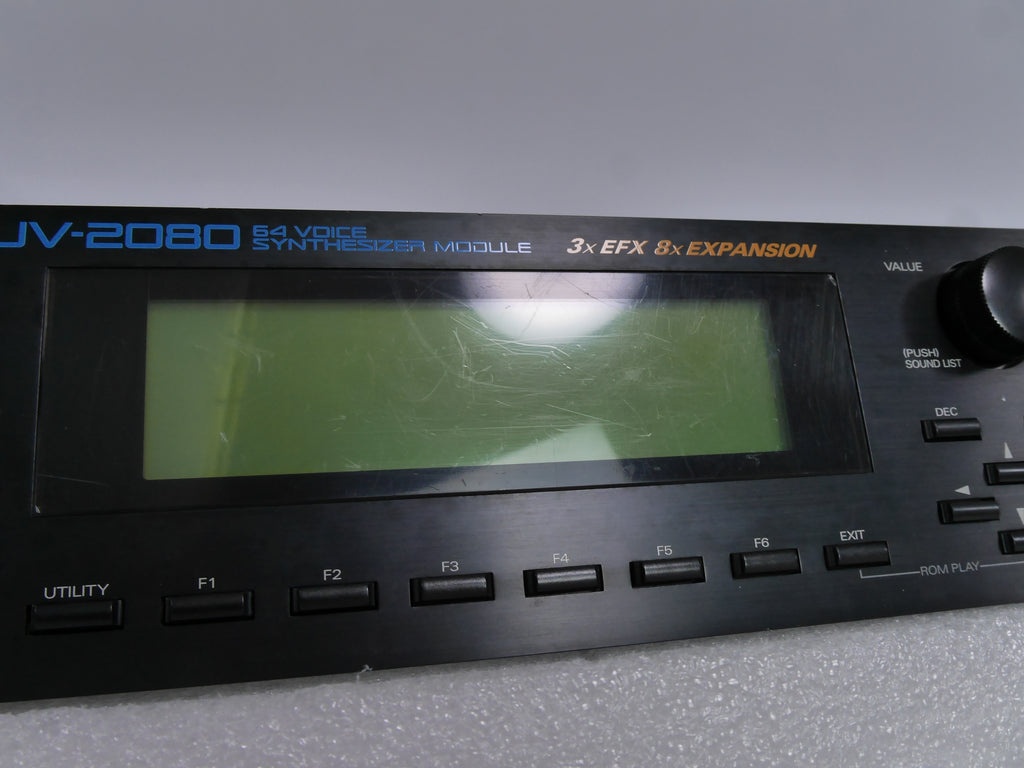 JV-2080
64 VOICE
SYNTHESIZER MODULE
3x EFX 8x EXPANSION
VALUE
(PUSH)
SOUND LIST
DEC
UTILITY
F1
F2
F3
F4
F5
F6
EXIT
ROM PLAY